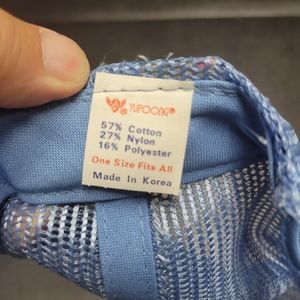 YUPOONG®
57% Cotton
27% Nylon
16% Polyester
One Size Fits All
Made In Korea